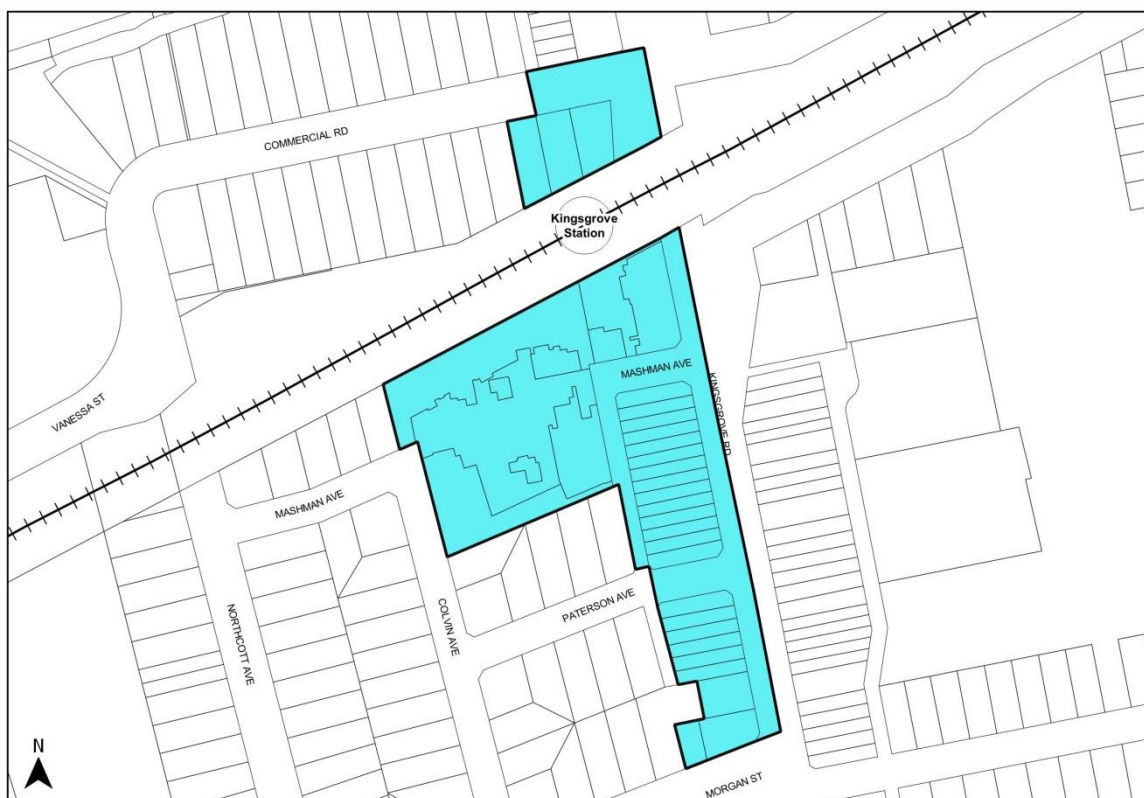 COMMERCIAL RD
Kingsgrove
Station
MASHMAN AVE
KINGSGROVE RD
VANESSA ST
MASHMAN AVE
PATERSON AVE
NORTHCOTT AVE
COLVIN AVE
N
MORGAN ST